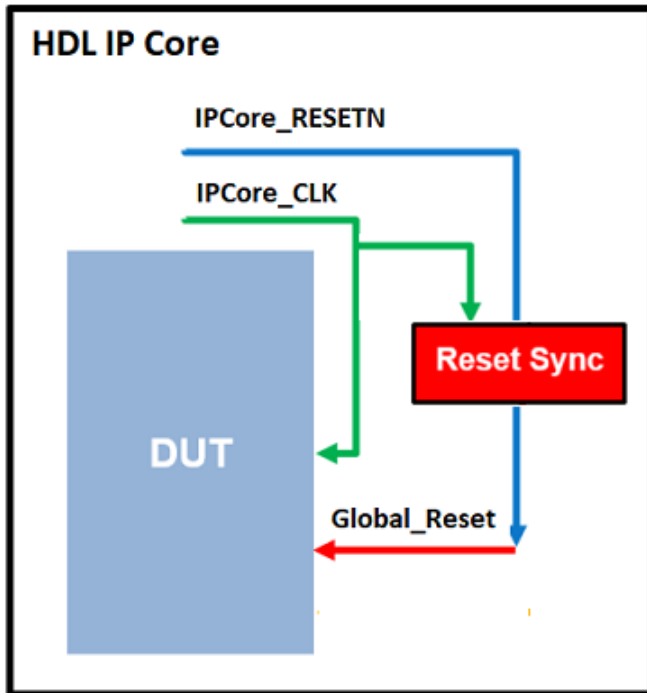 HDL IP Core
IPCore_RESETN
IPCore_CLK
Reset Sync
DUT
Global_Reset